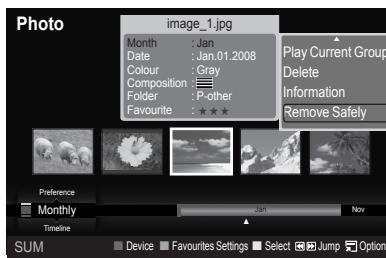 Photo
image_1.jpg
Month : Jan
Date : Jan.01.2008
Colour : Gray
Composition :
Folder : P-other
Favourite : ★ ★ ★
Play Current Group
Delete
Information
Remove Safely
Preference
Monthly
Timeline
Jan
Nov
SUM
Device
Favourites Settings
Select
Jump
Option